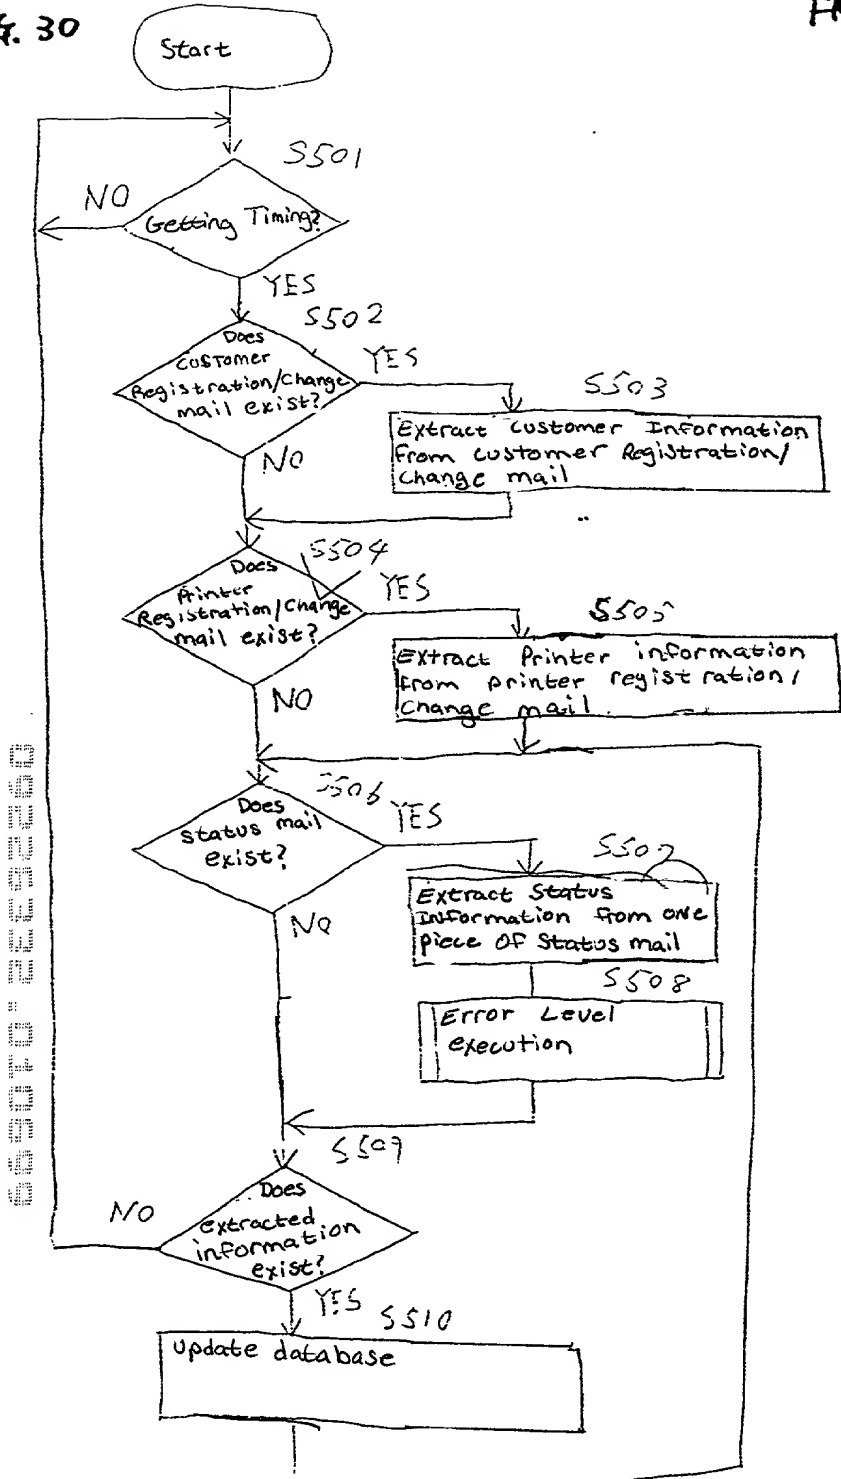 G. 30
Start
S501
NO
Getting Timing?
YES
S502
Does
Customer
Registration/Change
mail exist?
YES
S503
Extract Customer Information
From customer Registration/
Change mail
NO
S504
Does
Printer
Registration/Change
mail exist?
YES
S505
Extract Printer information
from printer registration/
Change mail
NO
S506
Does
Status mail
exist?
YES
S507
Extract Status
Information from one
piece of Status mail
No
S508
Error Level
execution
S509
Does
extracted
information
exist?
NO
YES
S510
Update database